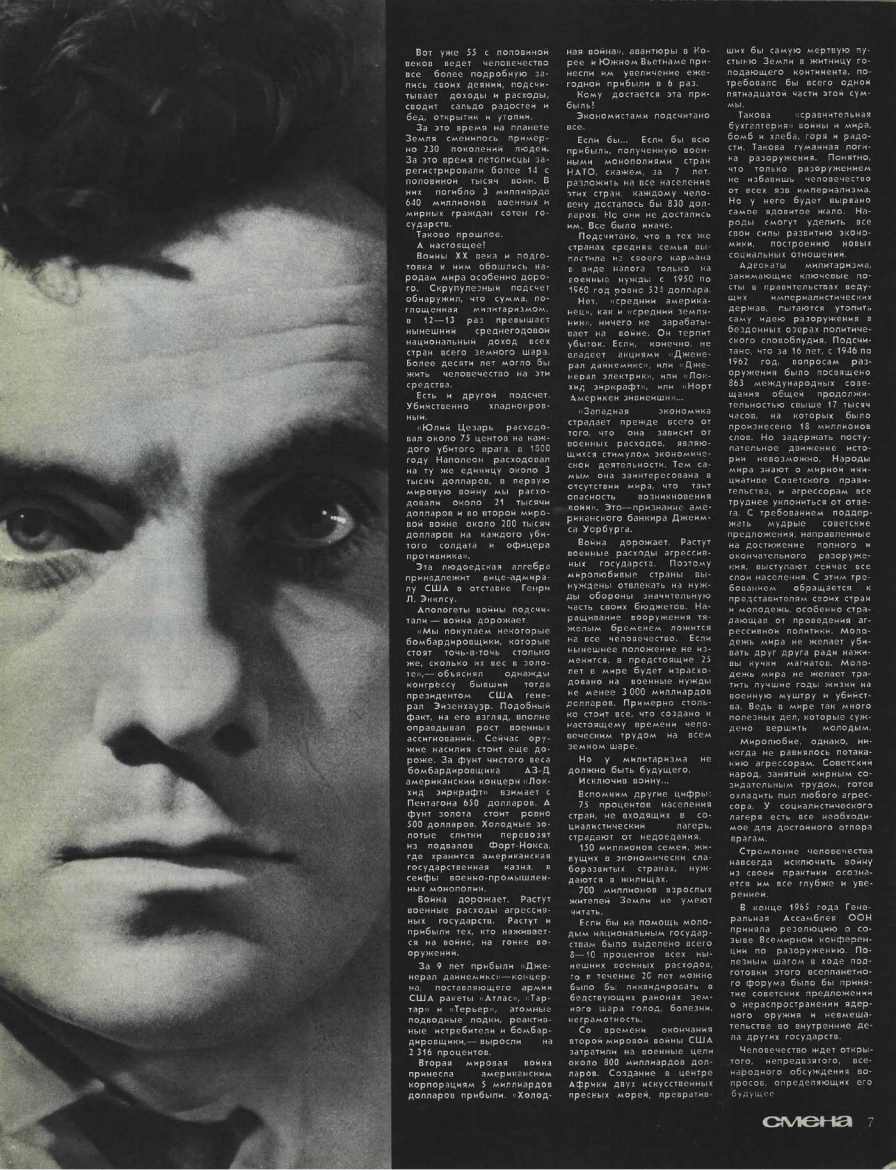 Вот уже 55 с половиной
веков ведет человечество
все более подробную за-
пись своих деяний, подсчи-
тывает доходы и расходы,
сводит сальдо радостей и
бед, открытий и утопий.
За это время на планете
Земля сменилось пример-
но 230 поколений людей.
За это время летописцы за-
регистрировали более 14 с
половиной тысяч войн. В
них погибло 3 миллиарда
640 миллионов военных и
мирных граждан сотен го-
сударств.
Таково прошлое.
А настоящее!
Войны XX века и подго-
товка к ним обошлись на-
родам мира особенно доро-
го. Скрупулезный подсчет
обнаружил, что сумма, по-
глощенная милитаризмом,
в 12—13 раз превышает
нынешний среднегодовой
национальный доход всех
стран всего земного шара.
Более десяти лет могло бы
жить человечество на эти
средства.
Есть и другой подсчет.
Убийственно хладнокров-
ный.
«Юлий Цезарь расходо-
вал около 75 центов на каж-
дого убитого врага, в 1800
году Наполеон расходовал
на ту же единицу около 3
тысяч долларов, в первую
мировую войну мы расхо-
довали около 21 тысячи
долларов и во второй миро-
вой войне около 200 тысяч
долларов на каждого уби-
того солдата и офицера
противника».
Эта людоедская алгебра
принадлежит вице-адмира-
лу США в отставке Генри
Л. Экклсу.
Апологеты войны подсчи-
тали — война дорожает.
«Мы покупаем некоторые
бомбардировщики, которые
стоят точь-в-точь столько
же, сколько их вес в золо-
те»,— объяснял однажды
конгрессу бывший тогда
президентом США гене-
рал Эйзенхауэр. Подобный
факт, на его взгляд, вполне
оправдывал рост военных
ассигнований. Сейчас ору-
жие насилия стоит еще до-
роже. За фунт чистого веса
бомбардировщика АЗ-Д
американский концерн «Лок-
хид эйркрафт» взимает с
Пентагона 650 долларов. А
фунт золота стоит ровно
500 долларов. Холодные зо-
лотые слитки перевозят
из подвалов Форт-Нокса,
где хранится американская
государственная казна, в
сейфы военно-промышлен-
ных монополий.
Война дорожает. Растут
военные расходы агрессив-
ных государств. Растут и
прибыли тех, кто наживает-
ся на войне, на гонке во-
оружений.
За 9 лет прибыли «Дже-
нерал дайнемикс»—концер-
на, поставляющего армии
США ракеты «Атлас», «Тар-
тар» и «Терьер», атомные
подводные лодки, реактив-
ные истребители и бомбар-
дировщики,— выросли на
2 316 процентов.
Вторая мировая война
принесла американским
корпорациям 5 миллиардов
долларов прибыли. «Холод-
ная война», авантюры в Ко-
рее и Южном Вьетнаме при-
несли им увеличение еже-
годной прибыли в 6 раз.
Кому достается эта при-
быль!
Экономистами подсчитано
все.
Если бы... Если бы всю
прибыль, полученную воен-
ными монополиями стран
НАТО, скажем, за 7 лет,
разложить на все население
этих стран, каждому чело-
веку досталось бы 830 дол-
ларов. Но они не достались
им. Все было иначе.
Подсчитано, что в тех же
странах средняя семья вы-
платила из своего кармана
в виде налога только на
военные нужды с 1950 по
1960 год ровно 524 доллара.
Нет, «средний америка-
нец», как и «средний земля-
нин», ничего не зарабаты-
вает на войне. Он терпит
убыток. Если, конечно, не
владеет акциями «Джене-
рал дайнемикс», или «Дже-
нерал электрик», или «Лок-
хид эйркрафт», или «Норт
Америкен эвиейшн»...
«Западная экономика
страдает прежде всего от
того, что она зависит от
военных расходов, являю-
щихся стимулом экономиче-
ской деятельности. Тем са-
мым она заинтересована в
отсутствии мира, что таит
опасность возникновения
войн». Это—признание аме-
риканского банкира Джейм-
са Уорбурга.
Война дорожает. Растут
военные расходы агрессив-
ных государств. Поэтому
миролюбивые страны вы-
нуждены отвлекать на нуж-
ды обороны значительную
часть своих бюджетов. На-
ращивание вооружения тя-
желым бременем ложится
на все человечество. Если
нынешнее положение не из-
менится, в предстоящие 25
лет в мире будет израсхо-
довано на военные нужды
не менее 3 000 миллиардов
долларов. Примерно столь-
ко стоит все, что создано к
настоящему времени чело-
веческим трудом на всем
земном шаре.
Но у милитаризма не
должно быть будущего.
Исключив войну...
Вспомним другие цифры:
75 процентов населения
стран, не входящих в со-
циалистический лагерь,
страдают от недоедания.
150 миллионов семей, жи-
вущих в экономически сла-
боразвитых странах, нуж-
даются в жилищах.
700 миллионов взрослых
жителей Земли не умеют
читать.
Если бы на помощь моло-
дым национальным государ-
ствам было выделено всего
8—10 процентов всех ны-
нешних военных расходов,
то в течение 20 лет можно
было бы ликвидировать в
бедствующих районах зем-
ного шара голод, болезни,
неграмотность.
Со времени окончания
второй мировой войны США
затратили на военные цели
около 800 миллиардов дол-
ларов. Создание в центре
Африки двух искусственных
пресных морей, превратив-
ших бы самую мертвую пу-
стыню Земли в житницу го-
лодающего континента, по-
требовало бы всего одной
пятнадцатой части этой сум-
мы.
Такова «сравнительная
бухгалтерия» войны и мира,
бомб и хлеба, горя и радо-
сти. Такова гуманная логи-
ка разоружения. Понятно,
что только разоружением
не избавишь человечество
от всех язв империализма.
Но у него будет вырвано
самое ядовитое жало. На-
роды смогут уделить все
свои силы развитию эконо-
мики, построению новых
социальных отношений.
Адвокаты милитаризма,
занимающие ключевые по-
сты в правительствах веду-
щих империалистических
держав, пытаются утопить
саму идею разоружения в
бездонных озерах политиче-
ского словоблудия. Подсчи-
тано, что за 16 лет, с 1946 по
1962 год, вопросам раз-
оружения было посвящено
863 международных сове-
щания общей продолжи-
тельностью свыше 17 тысяч
часов, на которых было
произнесено 18 миллионов
слов. Но задержать посту-
пательное движение исто-
рии невозможно. Народы
мира знают о мирной ини-
циативе Советского прави-
тельства, и агрессорам все
труднее уклониться от отве-
та. С требованием поддер-
жать мудрые советские
предложения, направленные
на достижение полного и
окончательного разоруже-
ния, выступают сейчас все
слои населения. С этим тре-
бованием обращается к
представителям своих стран
и молодежь, особенно стра-
дающая от проведения аг-
рессивной политики. Моло-
дежь мира не желает уби-
вать друг друга ради нажи-
вы кучки магнатов. Моло-
дежь мира не желает тра-
тить лучшие годы жизни на
военную муштру и убийст-
ва. Ведь в мире так много
полезных дел, которые суж-
дено вершить молодым.
Миролюбие, однако, ни-
когда не равнялось потака-
нию агрессорам. Советский
народ, занятый мирным со-
зидательным трудом, готов
охладить пыл любого агрес-
сора. У социалистического
лагеря есть все необходи-
мое для достойного отпора
врагам.
Стремление человечества
навсегда исключить войну
из своей практики осозна-
ется им все глубже и уве-
ренней.
В конце 1965 года Гене-
ральная Ассамблея ООН
приняла резолюцию о со-
зыве Всемирной конферен-
ции по разоружению. По-
лезным шагом в ходе под-
готовки этого всепланетно-
го форума было бы приня-
тие советских предложений
о нераспространении ядер-
ного оружия и невмеша-
тельстве во внутренние де-
ла других государств.
Человечество ждет откры-
того, непредвзятого, все-
народного обсуждения во-
просов, определяющих его
будущее
смена 7